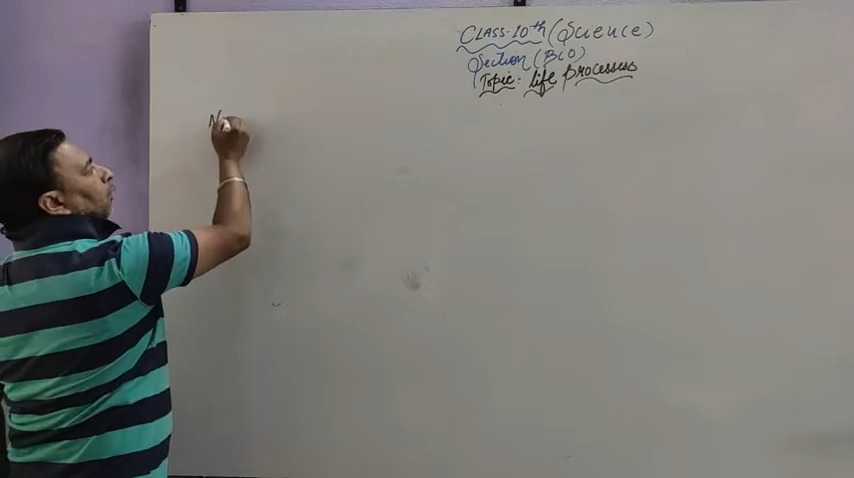 CLASS-10th (Science)
Section (BiO)
Topic: life Processes
N